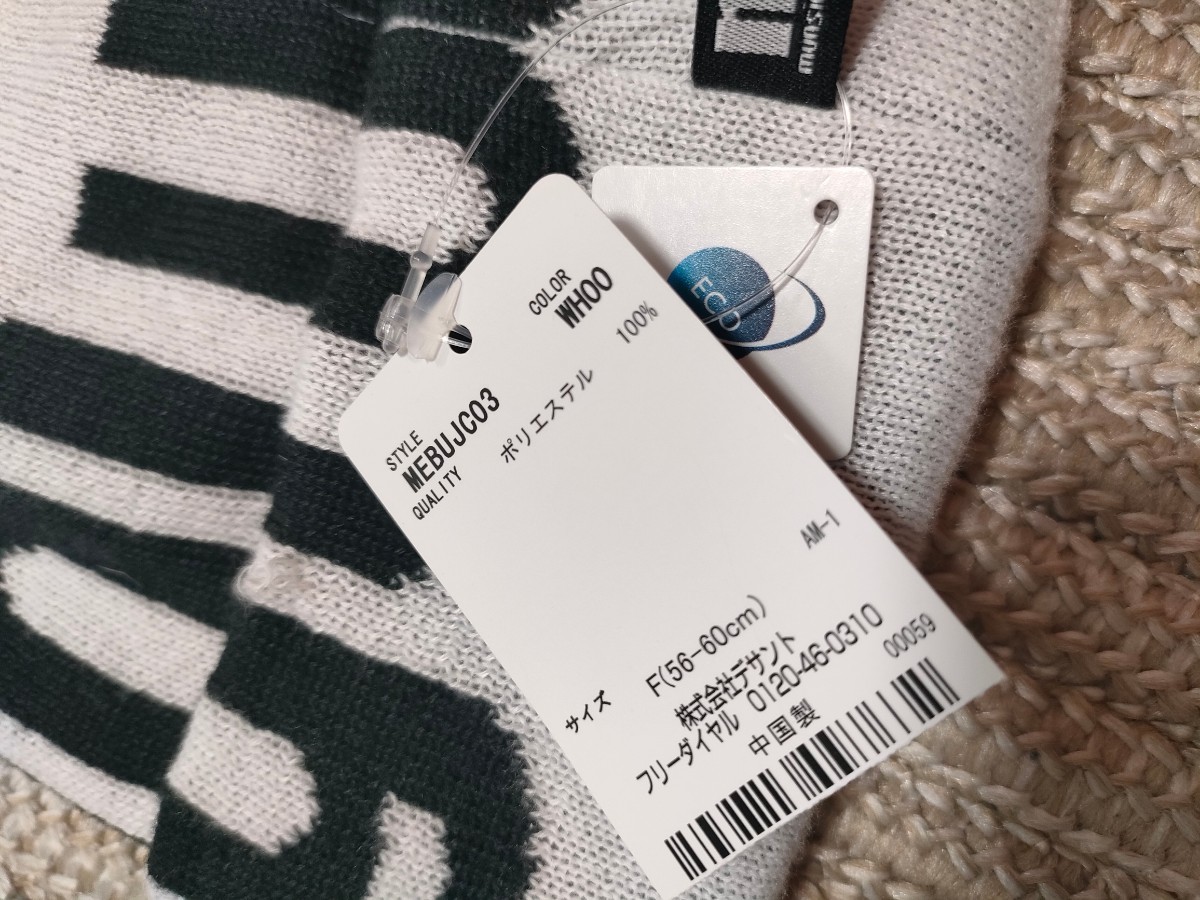 COLOR
WH00
STYLE
MEBUJC03
QUALITY
ポリエステル 100%
AM-1
サイズ F(56-60cm)
株式会社デサント
フリーダイヤル 0120-46-0310
中国製 00059
ECO